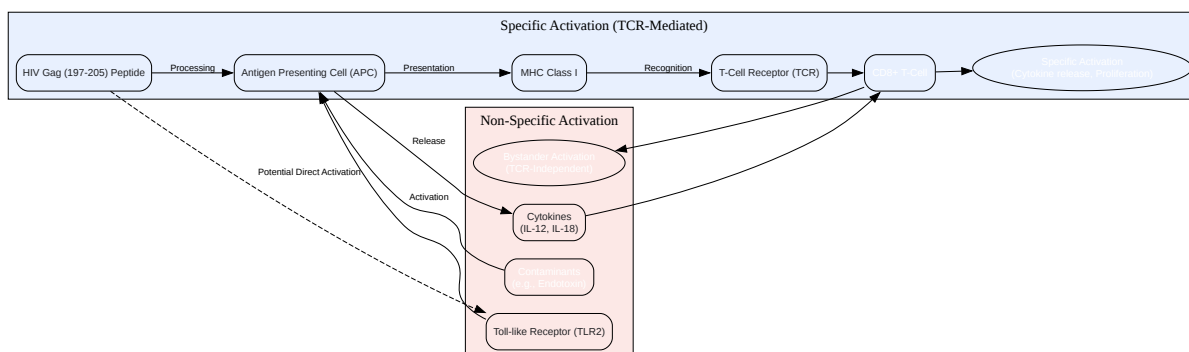 Specific Activation (TCR-Mediated)
HIV Gag (197-205) Peptide
Processing
Antigen Presenting Cell (APC)
Presentation
MHC Class I
Recognition
T-Cell Receptor (TCR)
CD8+ T-Cell
Specific Activation
(Cytokine release, Proliferation)
Non-Specific Activation
Bystander Activation
(TCR-Independent)
Release
Potential Direct Activation
Activation
Cytokines
(IL-12, IL-18)
Contaminants
(e.g., Endotoxin)
Toll-like Receptor (TLR2)